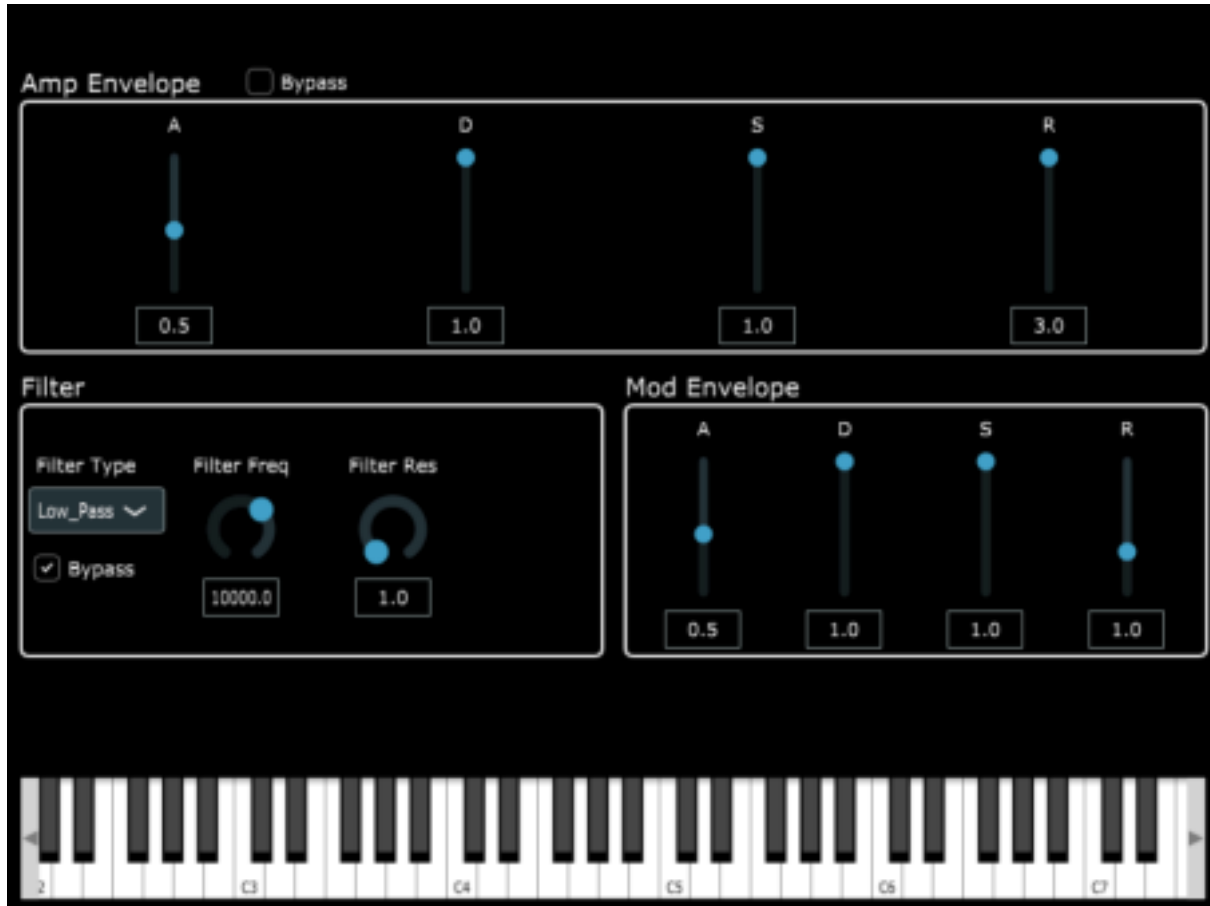 Amp Envelope Bypass
A D S R
0.5 1.0 1.0 3.0
Filter
Filter Type Filter Freq Filter Res
Low_Pass
Bypass
10000.0 1.0
Mod Envelope
A D S R
0.5 1.0 1.0 1.0
2 C3 C4 C5 C6 C7